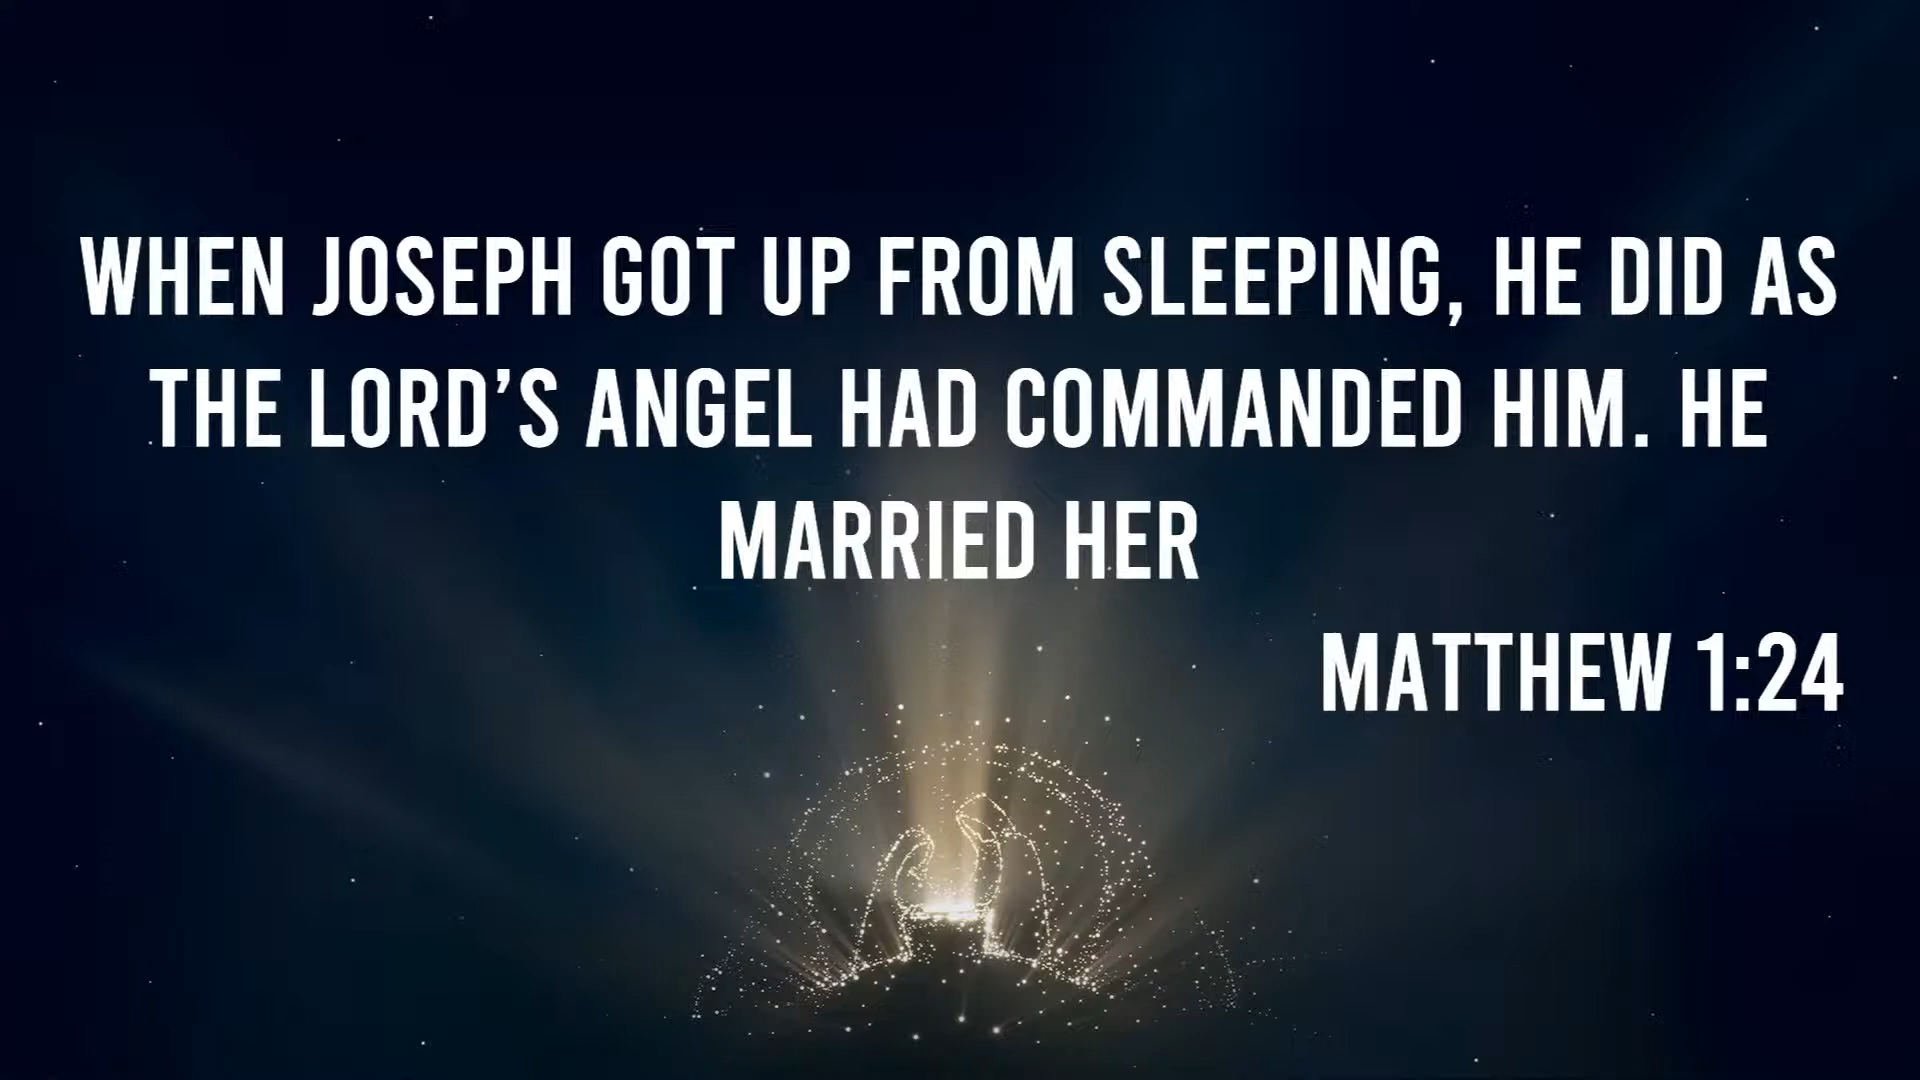 WHEN JOSEPH GOT UP FROM SLEEPING, HE DID AS
THE LORD’S ANGEL HAD COMMANDED HIM. HE
MARRIED HER
MATTHEW 1:24